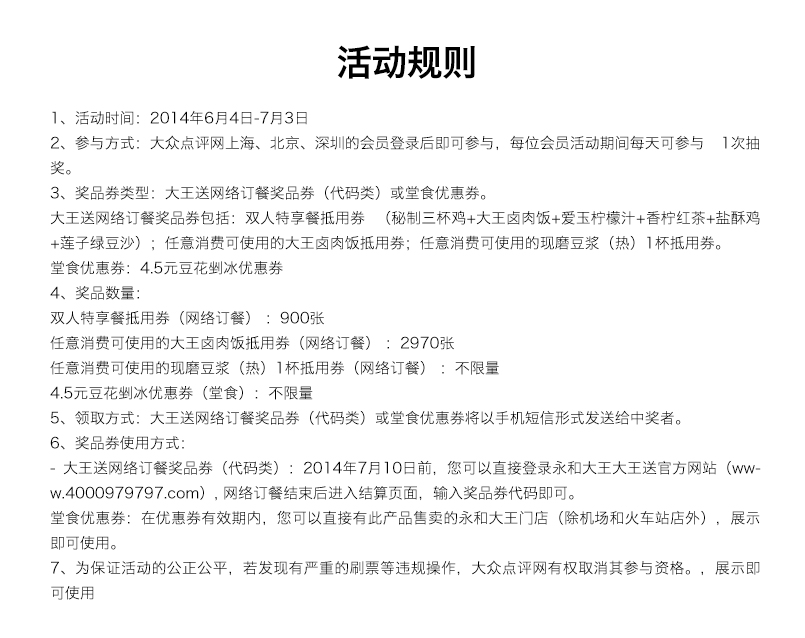 活动规则
1、活动时间：2014年6月4日-7月3日
2、参与方式：大众点评网上海、北京、深圳的会员登录后即可参与，每位会员活动期间每天可参与 1次抽
奖。
3、奖品券类型：大王送网络订餐奖品券（代码类）或堂食优惠券。
大王送网络订餐奖品券包括：双人特享餐抵用券 （秘制三杯鸡+大王卤肉饭+爱玉柠檬汁+香柠红茶+盐酥鸡
+莲子绿豆沙）；任意消费可使用的大王卤肉饭抵用券；任意消费可使用的现磨豆浆（热）1杯抵用券。
堂食优惠券：4.5元豆花剉冰优惠券
4、奖品数量：
双人特享餐抵用券（网络订餐）：900张
任意消费可使用的大王卤肉饭抵用券（网络订餐）：2970张
任意消费可使用的现磨豆浆（热）1杯抵用券（网络订餐）：不限量
4.5元豆花剉冰优惠券（堂食）：不限量
5、领取方式：大王送网络订餐奖品券（代码类）或堂食优惠券将以手机短信形式发送给中奖者。
6、奖品券使用方式：
- 大王送网络订餐奖品券（代码类）：2014年7月10日前，您可以直接登录永和大王大王送官方网站（ww-
w.4000979797.com）, 网络订餐结束后进入结算页面，输入奖品券代码即可。
堂食优惠券：在优惠券有效期内，您可以直接有此产品售卖的永和大王门店（除机场和火车站店外），展示
即可使用。
7、为保证活动的公正公平，若发现有严重的刷票等违规操作，大众点评网有权取消其参与资格。，展示即
可使用